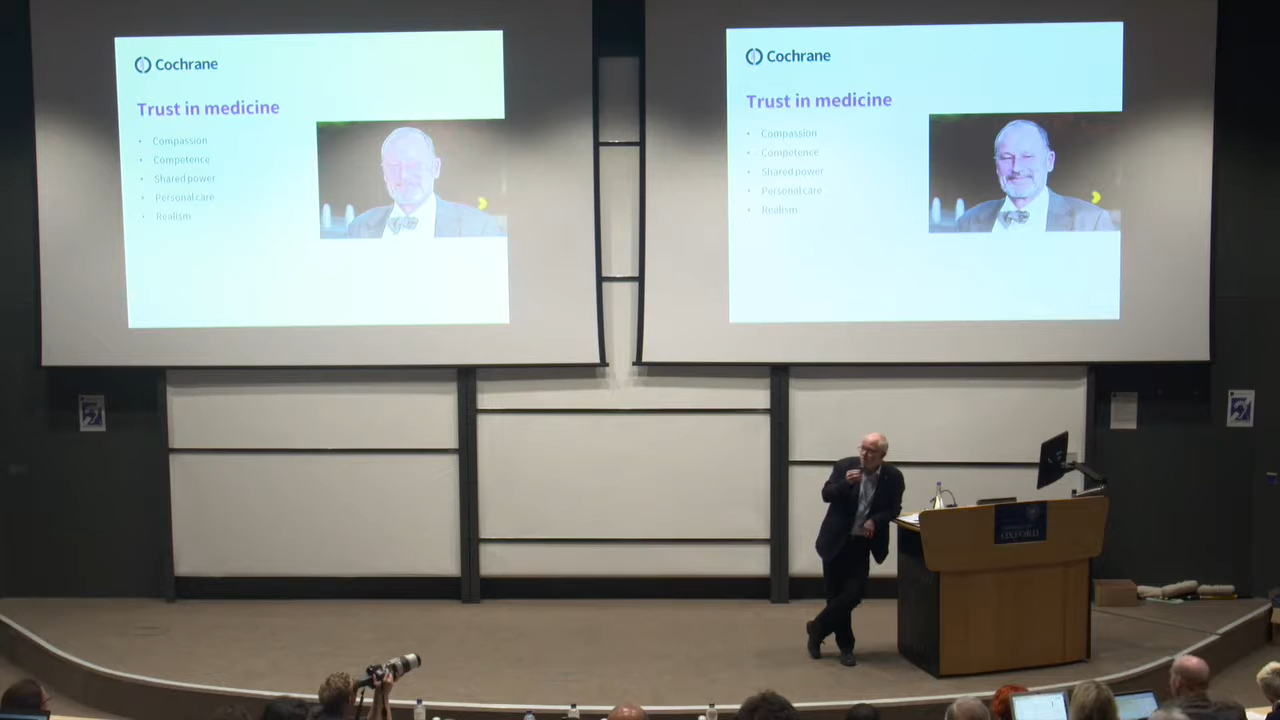 Cochrane
Trust in medicine
• Compassion
• Competence
• Shared power
• Personal care
• Realism
Cochrane
Trust in medicine
• Compassion
• Competence
• Shared power
• Personal care
• Realism
OXFORD